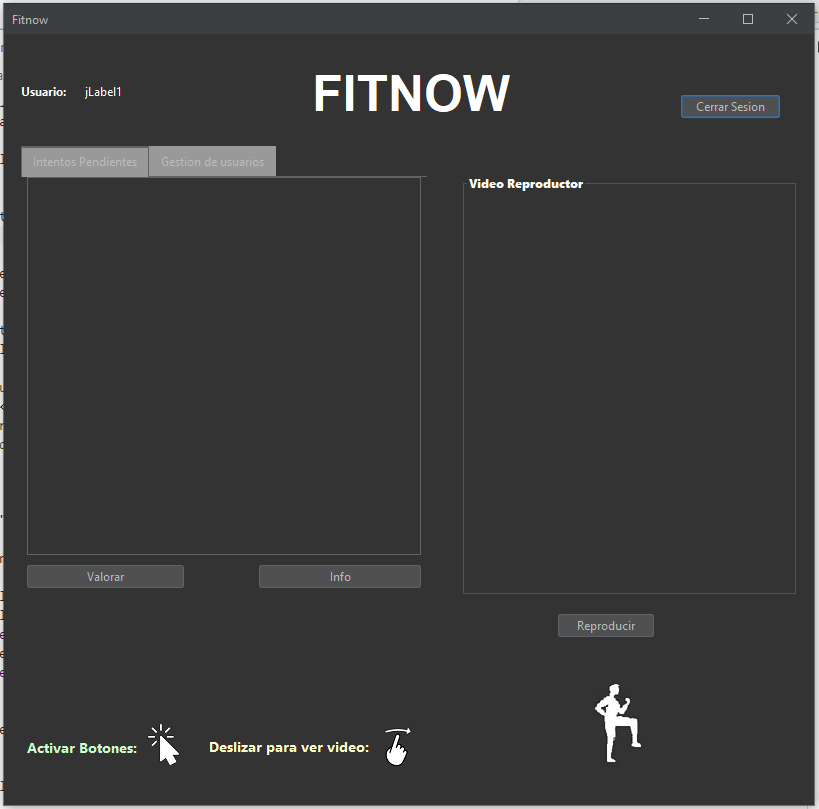 Fitnow
Usuario: jLabel1
FITNOW
Cerrar Sesion
Intentos Pendientes
Gestion de usuarios
Video Reproductor
Valorar
Info
Reproducir
Activar Botones:
Deslizar para ver video: